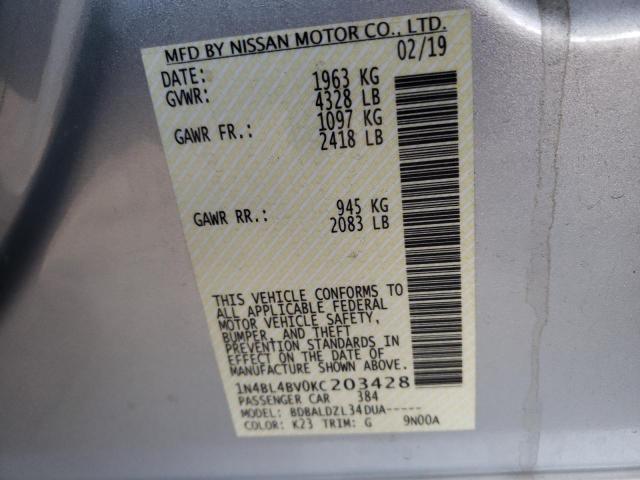 MFD BY NISSAN MOTOR CO., LTD.
DATE: 02/19
GVWR: 1963 KG
4328 LB
GAWR FR.: 1097 KG
2418 LB
GAWR RR.: 945 KG
2083 LB
THIS VEHICLE CONFORMS TO
ALL APPLICABLE FEDERAL
MOTOR VEHICLE SAFETY,
BUMPER, AND THEFT
PREVENTION STANDARDS IN
EFFECT ON THE DATE OF
MANUFACTURE SHOWN ABOVE.
1N4BL4BV0KC203428
PASSENGER CAR 384
MODEL: BDBALDZL34DUA-----
COLOR: K23 TRIM: G 9N00A